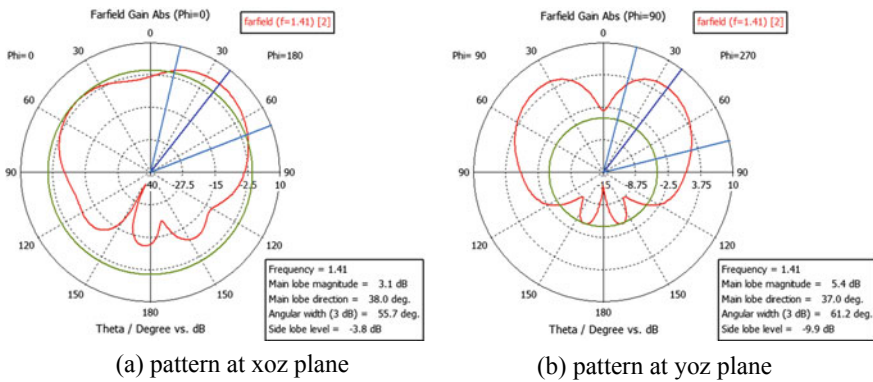 Farfield Gain Abs (Phi=0)
farfield (f=1.41) [2]
0
30
30
Phi= 0
Phi=180
60
60
90
90
-40
-27.5
-15
-2.5
10
120
120
150
150
180
Theta / Degree vs. dB
Frequency = 1.41
Main lobe magnitude = 3.1 dB
Main lobe direction = 38.0 deg.
Angular width (3 dB) = 55.7 deg.
Side lobe level = -3.8 dB
(a) pattern at xoz plane
Farfield Gain Abs (Phi=90)
farfield (f=1.41) [2]
0
30
30
Phi= 90
Phi=270
60
60
90
90
-15
-8.75
-2.5
3.75
10
120
120
150
150
180
Theta / Degree vs. dB
Frequency = 1.41
Main lobe magnitude = 5.4 dB
Main lobe direction = 37.0 deg.
Angular width (3 dB) = 61.2 deg.
Side lobe level = -9.9 dB
(b) pattern at yoz plane